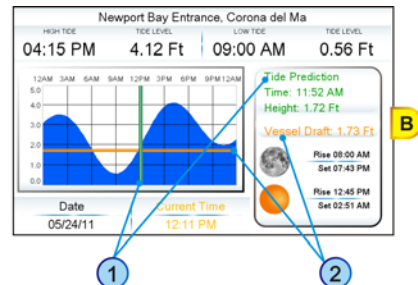 Newport Bay Entrance, Corona del Ma
HIGH TIDE TIDE LEVEL LOW TIDE TIDE LEVEL
04:15 PM 4.12 Ft 09:00 AM 0.56 Ft
12AM 3AM 6AM 9AM 12PM 3PM 6PM 9PM 12AM
5.0
4.0
3.0
2.0
1.0
0.0
Tide Prediction
Time: 11:52 AM
Height: 1.72 Ft
Vessel Draft: 1.73 Ft
Rise 08:00 AM
Set 07:43 PM
Rise 12:45 PM
Set 02:51 AM
B
Date Current Time
05/24/11 12:11 PM
1 2